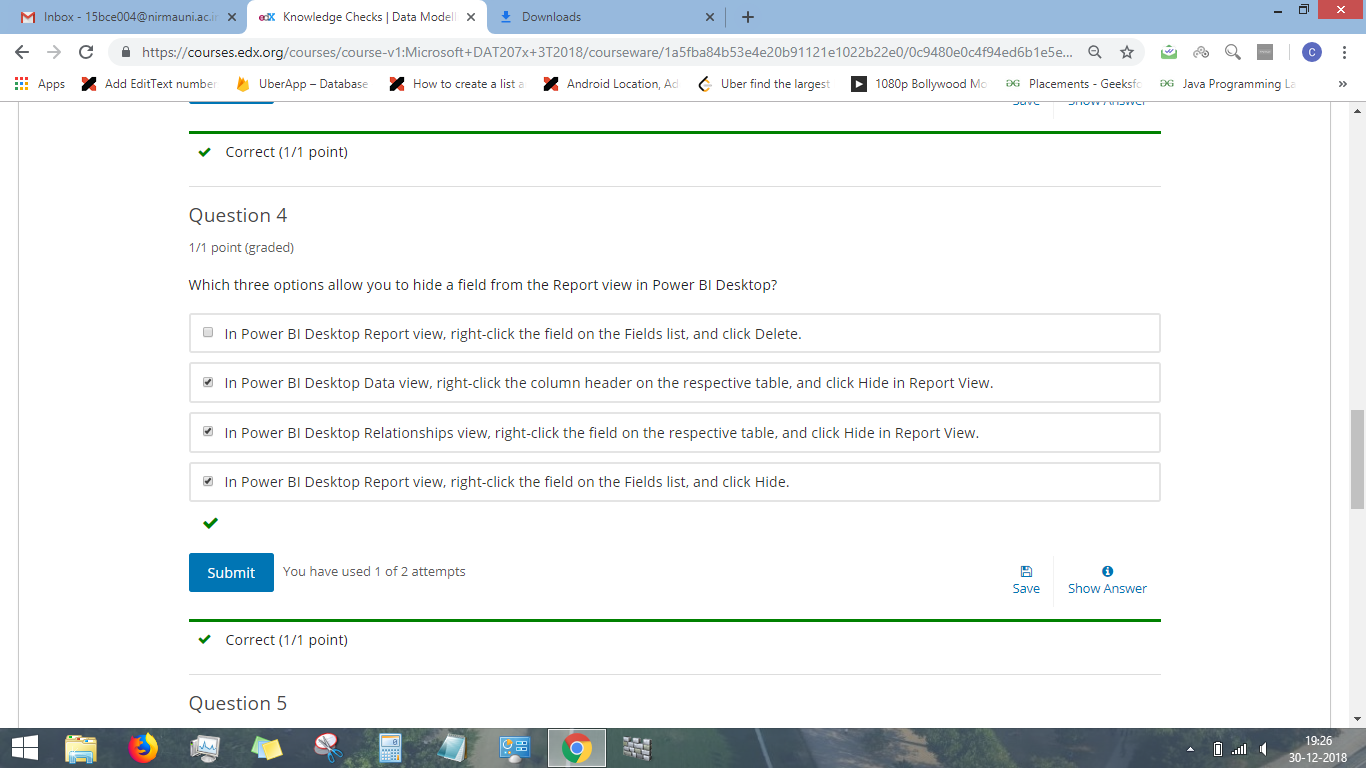 Inbox - 15bce004@nirmauni.ac.i
edX Knowledge Checks | Data Modell
Downloads
https://courses.edx.org/courses/course-v1:Microsoft+DAT207x+3T2018/courseware/1a5fba84b53e4e20b91121e1022b22e0/0c9480e0c4f94ed6b1e5e...
C
Apps
Add EditText number
UberApp – Database
How to create a list a
Android Location, Ad
Uber find the largest
1080p Bollywood Mo
Placements - Geeksfo
Java Programming La
»
Save
Show Answer
Correct (1/1 point)
Question 4
1/1 point (graded)
Which three options allow you to hide a field from the Report view in Power BI Desktop?
In Power BI Desktop Report view, right-click the field on the Fields list, and click Delete.
In Power BI Desktop Data view, right-click the column header on the respective table, and click Hide in Report View.
In Power BI Desktop Relationships view, right-click the field on the respective table, and click Hide in Report View.
In Power BI Desktop Report view, right-click the field on the Fields list, and click Hide.
Submit
You have used 1 of 2 attempts
Save
Show Answer
Correct (1/1 point)
Question 5
19:26
30-12-2018